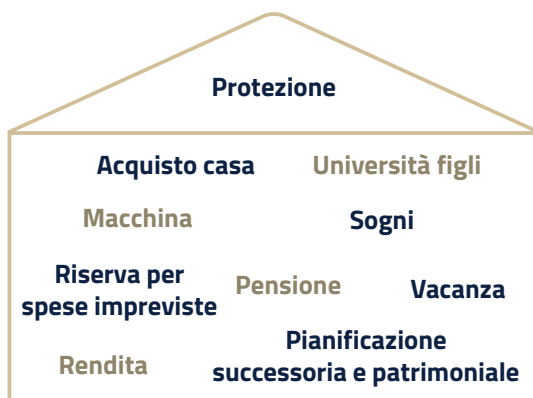 Protezione
Acquisto casa
Università figli
Macchina
Sogni
Riserva per
spese impreviste
Pensione
Vacanza
Rendita
Pianificazione
successoria e patrimoniale